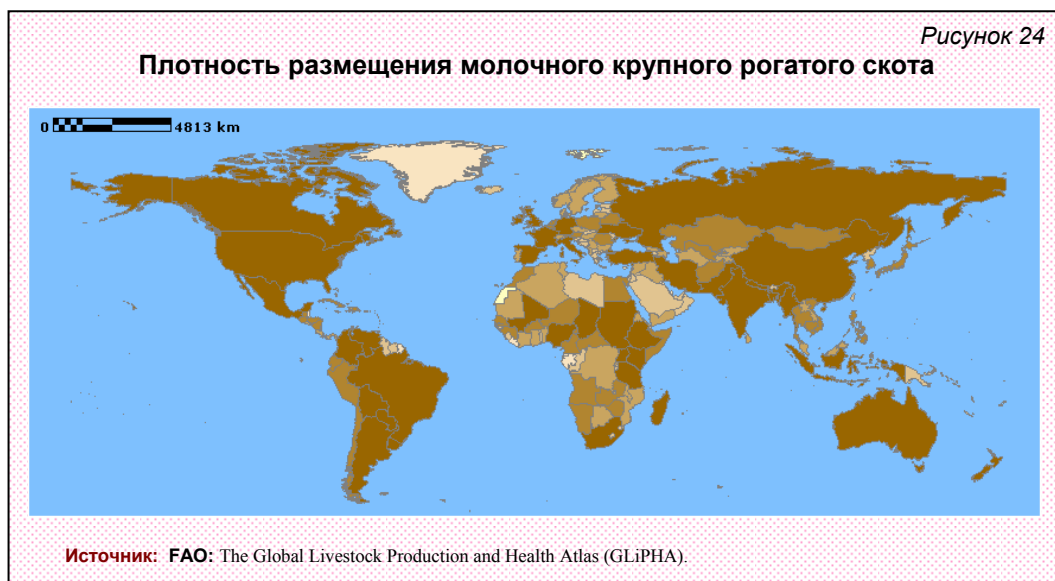 Рисунок 24
Плотность размещения молочного крупного рогатого скота
0 4813 km
Источник: FAO: The Global Livestock Production and Health Atlas (GLiPHA).